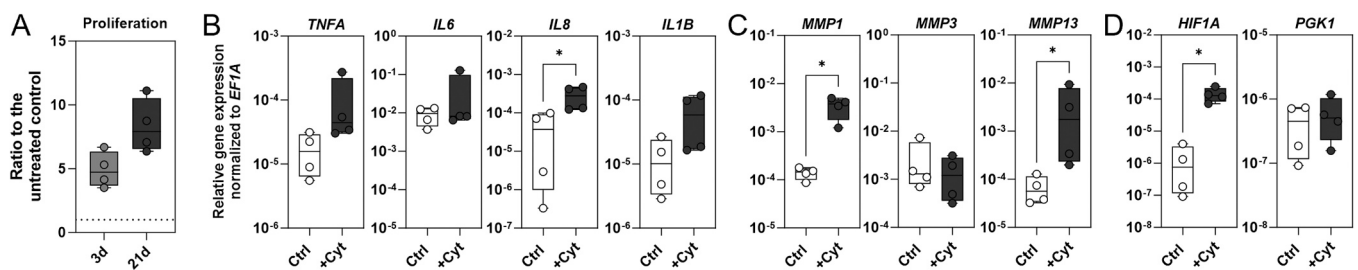 A
Proliferation
Ratio to the
untreated control
15
10
5
0
3d
21d
B
Relative gene expression
normalized to EF1A
TNFA
10-3
10-4
10-5
10-6
Ctrl
+Cyt
IL6
100
10-1
10-2
10-3
10-4
10-5
Ctrl
+Cyt
IL8
*
10-2
10-3
10-4
10-5
10-6
10-7
Ctrl
+Cyt
IL1B
10-3
10-4
10-5
10-6
Ctrl
+Cyt
C
MMP1
*
10-1
10-2
10-3
10-4
10-5
Ctrl
+Cyt
MMP3
100
10-1
10-2
10-3
10-4
Ctrl
+Cyt
MMP13
*
10-1
10-2
10-3
10-4
10-5
Ctrl
+Cyt
D
HIF1A
*
10-2
10-3
10-4
10-5
10-6
10-7
10-8
Ctrl
+Cyt
PGK1
10-4
10-5
10-6
10-7
10-8
Ctrl
+Cyt